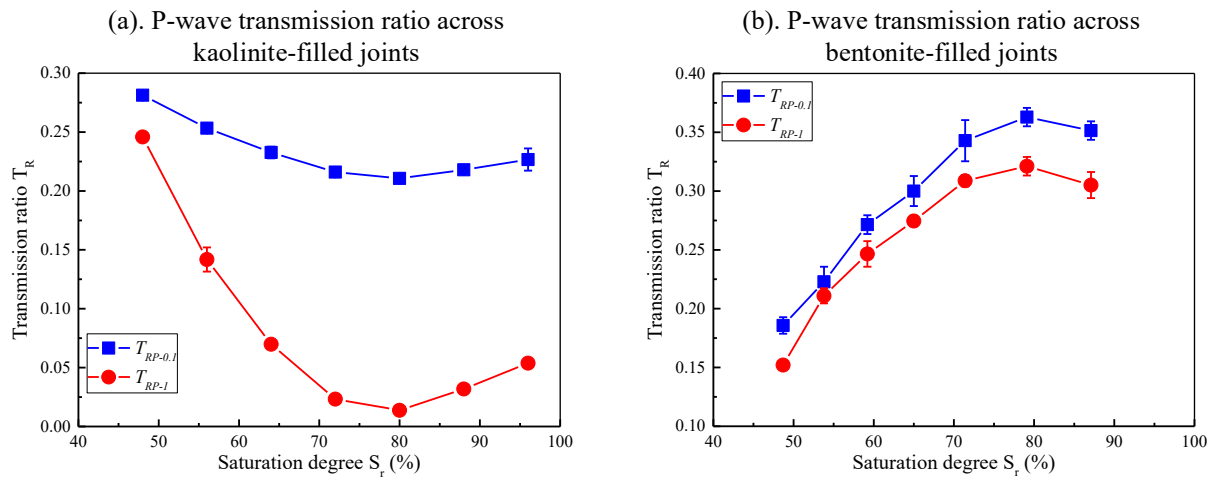 (a). P-wave transmission ratio across
kaolinite-filled joints
Transmission ratio T_R
0.30
0.25
0.20
0.15
0.10
0.05
0.00
T_RP-0.1
T_RP-1
40 50 60 70 80 90 100
Saturation degree S_r (%)
(b). P-wave transmission ratio across
bentonite-filled joints
Transmission ratio T_R
0.40
0.35
0.30
0.25
0.20
0.15
0.10
T_RP-0.1
T_RP-1
40 50 60 70 80 90 100
Saturation degree S_r (%)